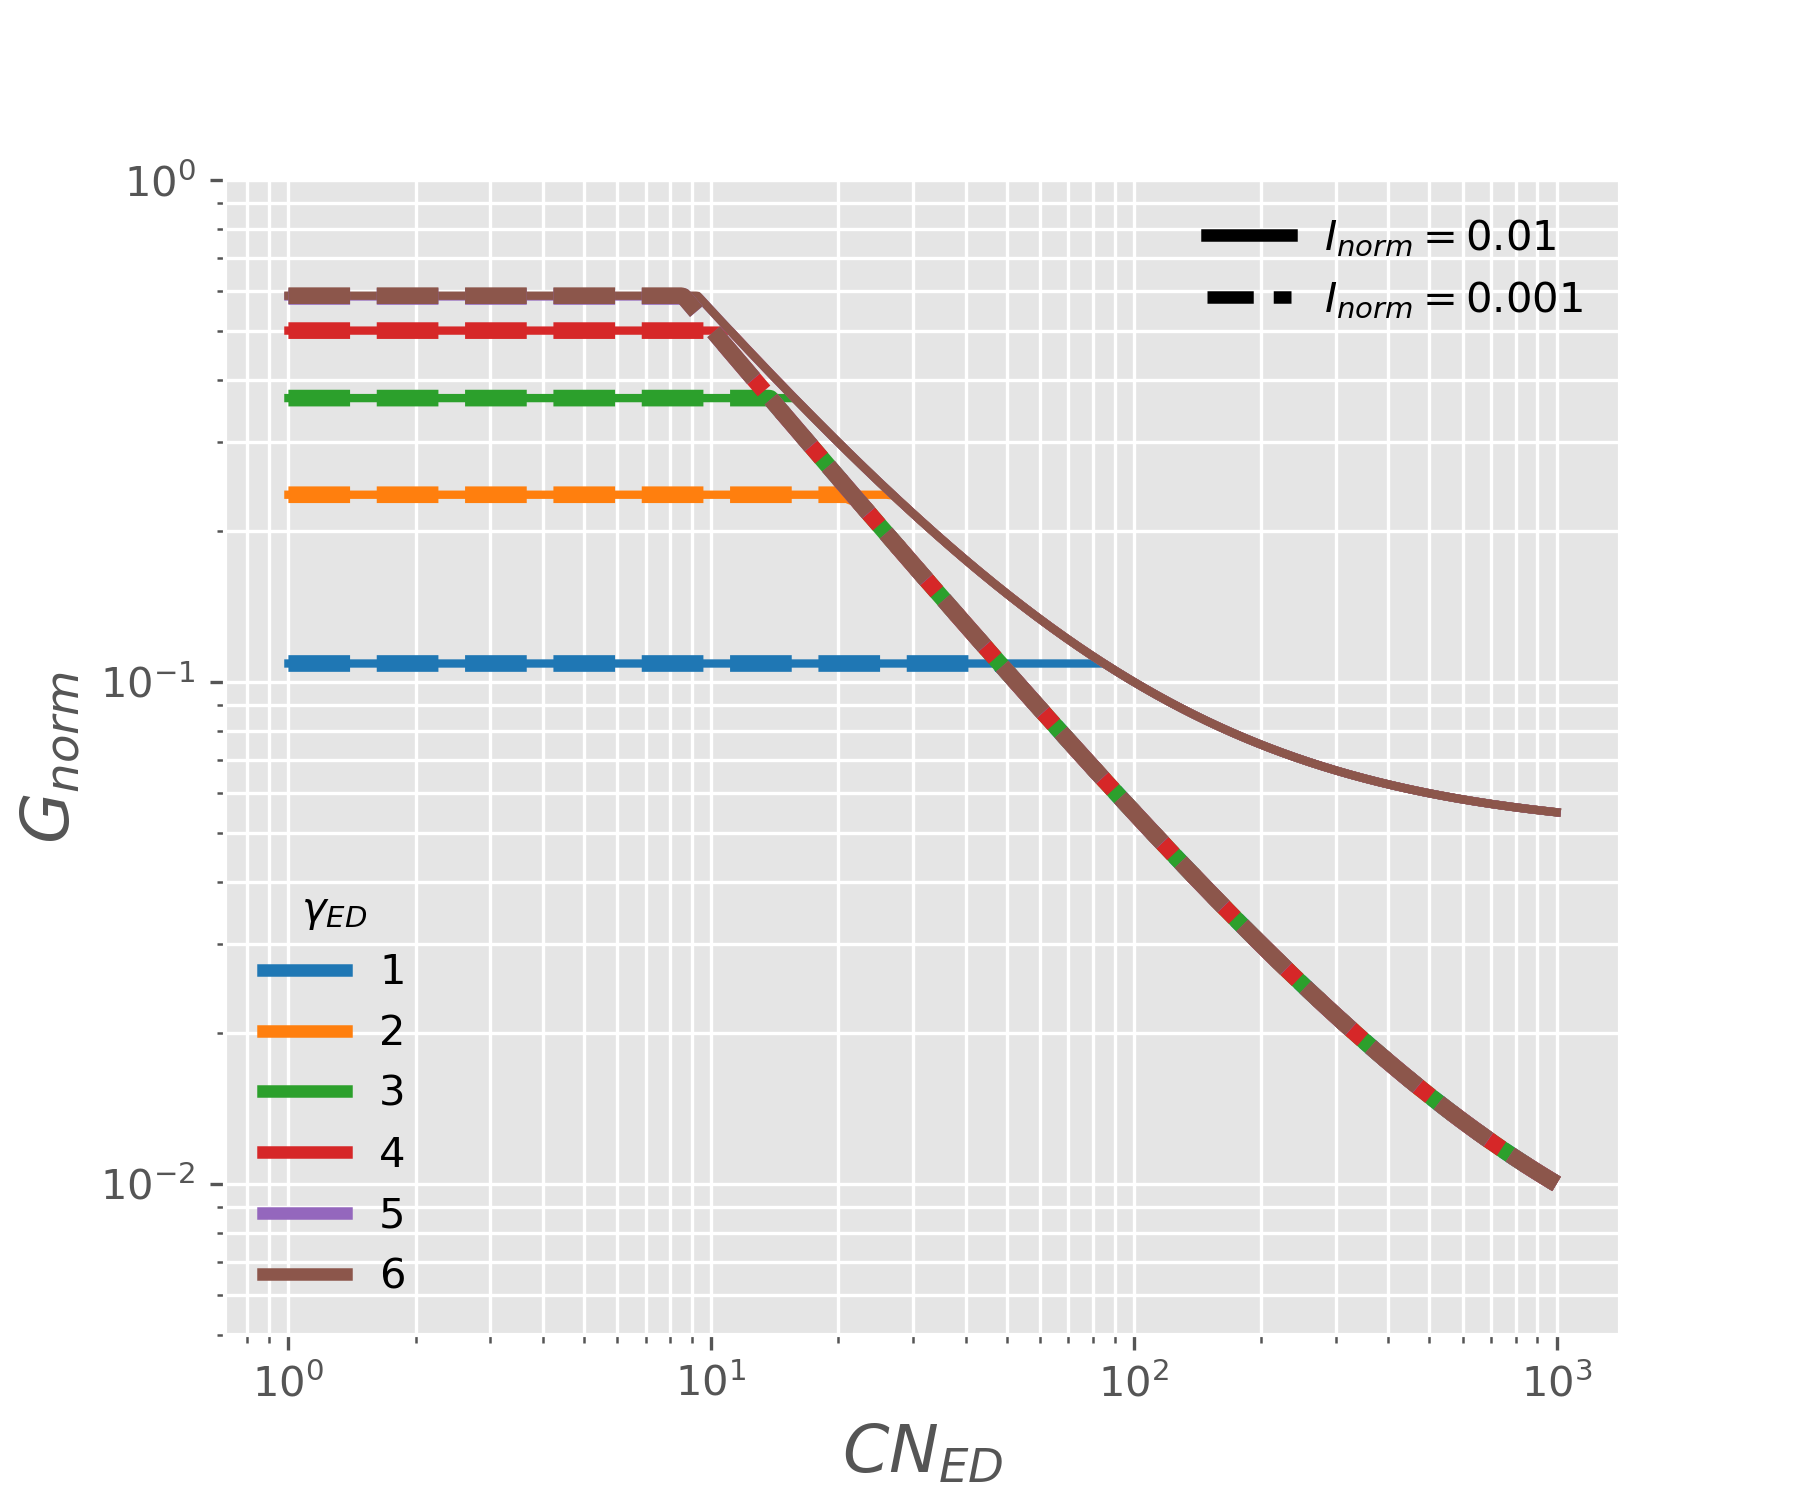 10⁰
I_norm = 0.01
I_norm = 0.001
10⁻¹
G_norm
γ_ED
1
2
3
4
10⁻²
5
6
10⁰ 10¹ 10² 10³
CN_ED